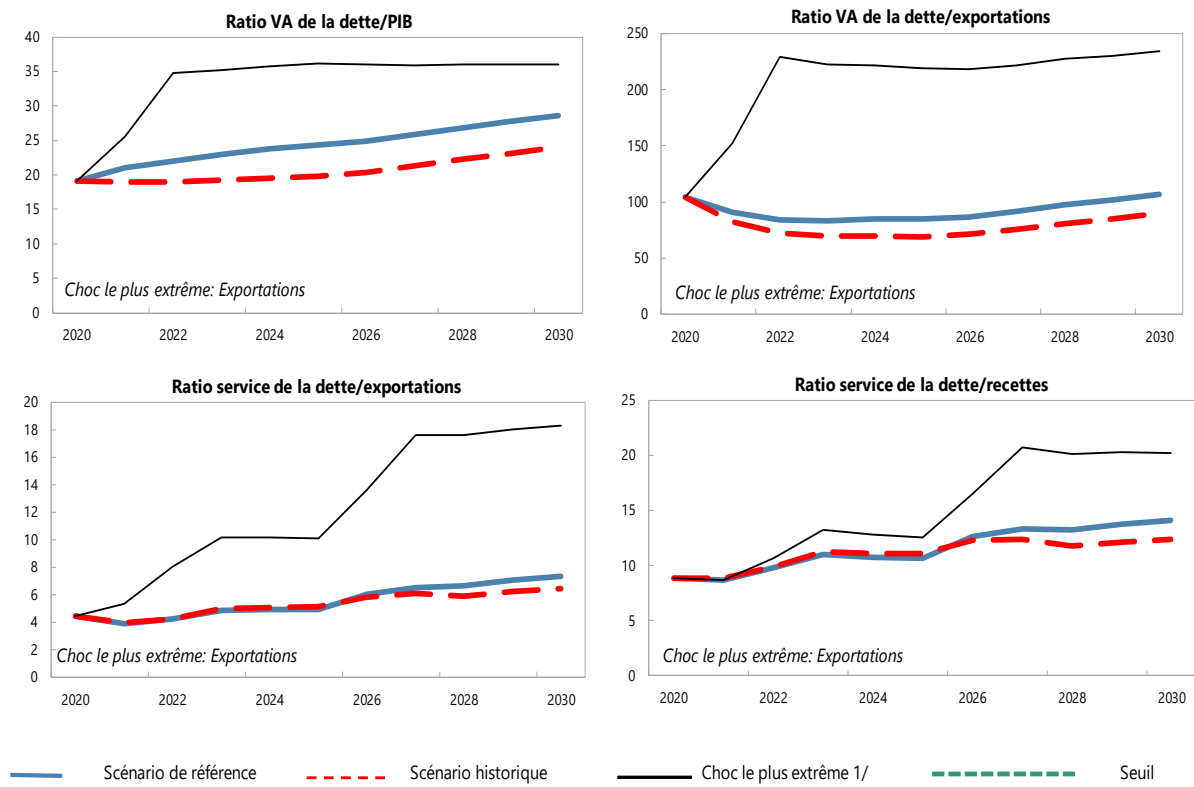 Ratio VA de la dette/PIB
40
35
30
25
20
15
10
5
0
Choc le plus extrême: Exportations
2020 2022 2024 2026 2028 2030
Ratio VA de la dette/exportations
250
200
150
100
50
0
Choc le plus extrême: Exportations
2020 2022 2024 2026 2028 2030
Ratio service de la dette/exportations
20
18
16
14
12
10
8
6
4
2
0
Choc le plus extrême: Exportations
2020 2022 2024 2026 2028 2030
Ratio service de la dette/recettes
25
20
15
10
5
0
Choc le plus extrême: Exportations
2020 2022 2024 2026 2028 2030
Scénario de référence Scénario historique Choc le plus extrême 1/ Seuil